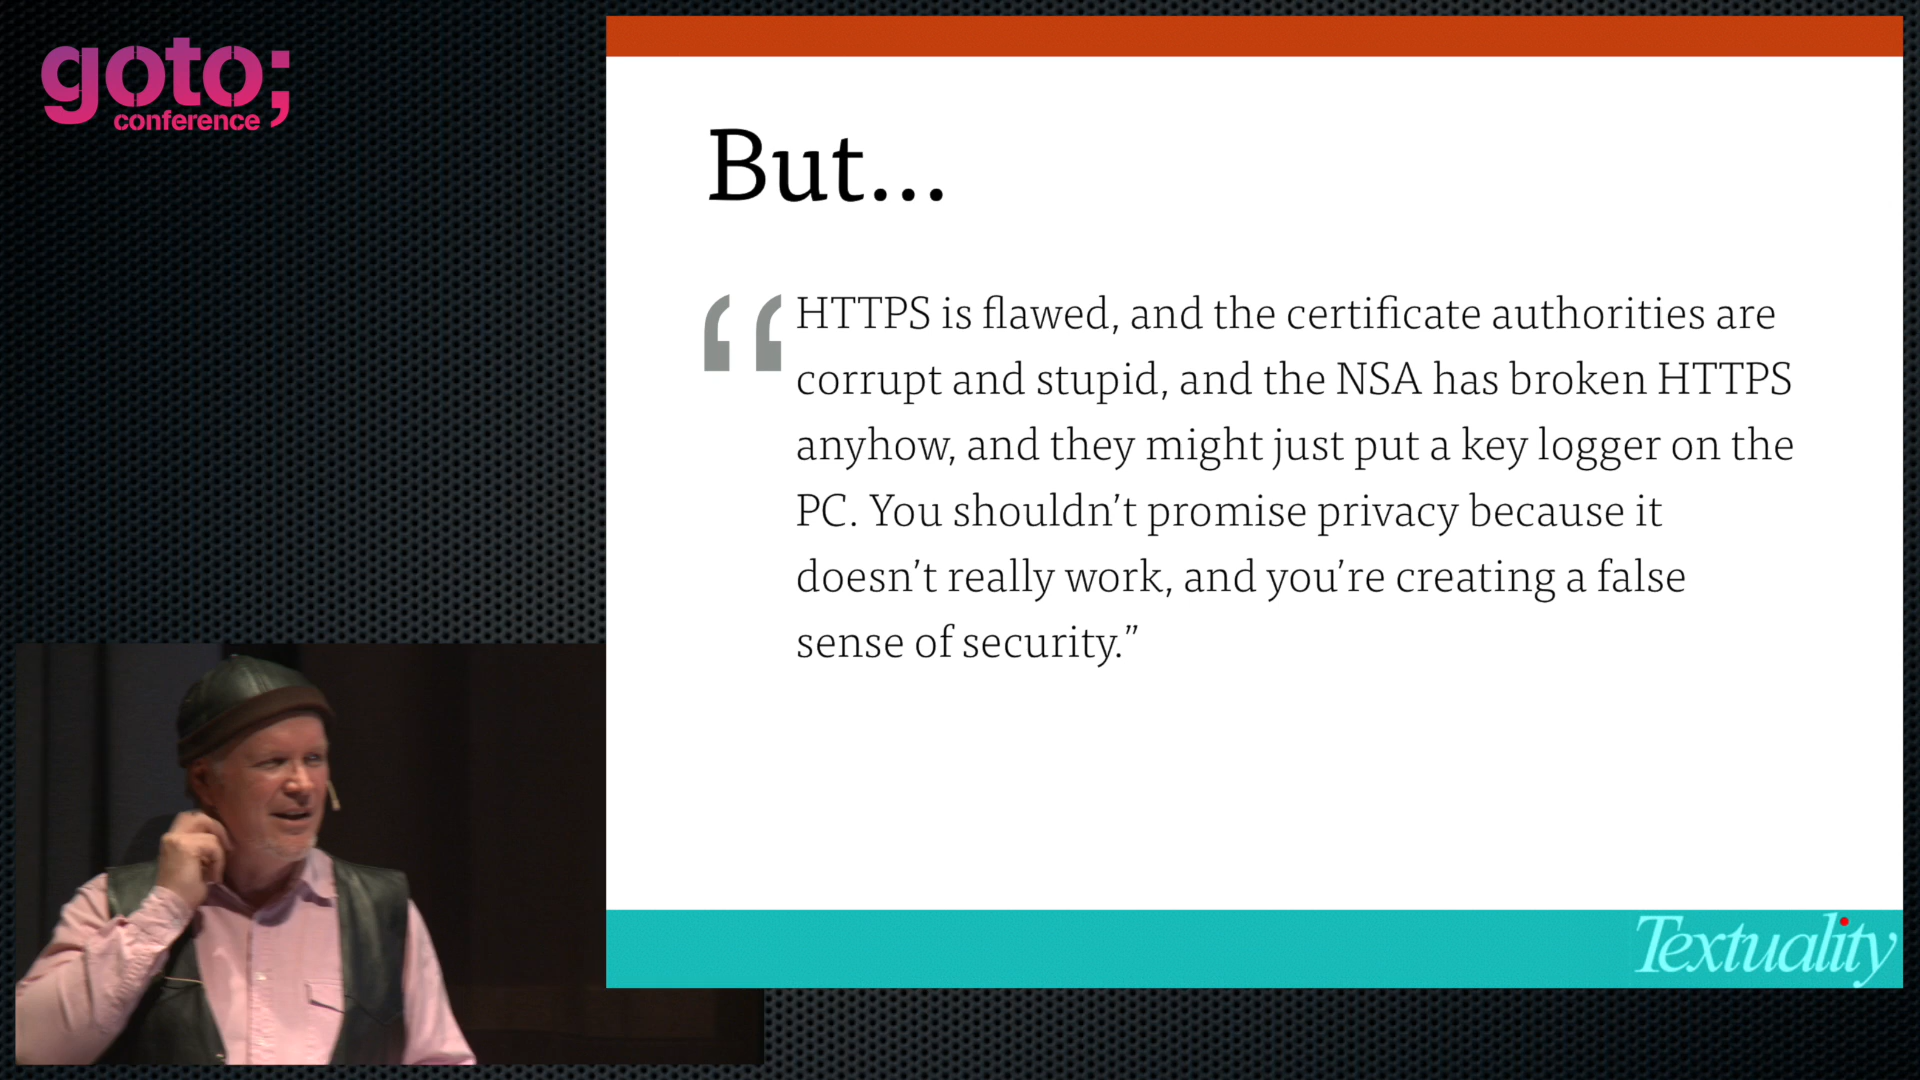 goto;
conference
But...
“HTTPS is flawed, and the certificate authorities are
corrupt and stupid, and the NSA has broken HTTPS
anyhow, and they might just put a key logger on the
PC. You shouldn’t promise privacy because it
doesn’t really work, and you’re creating a false
sense of security.”
Textuality